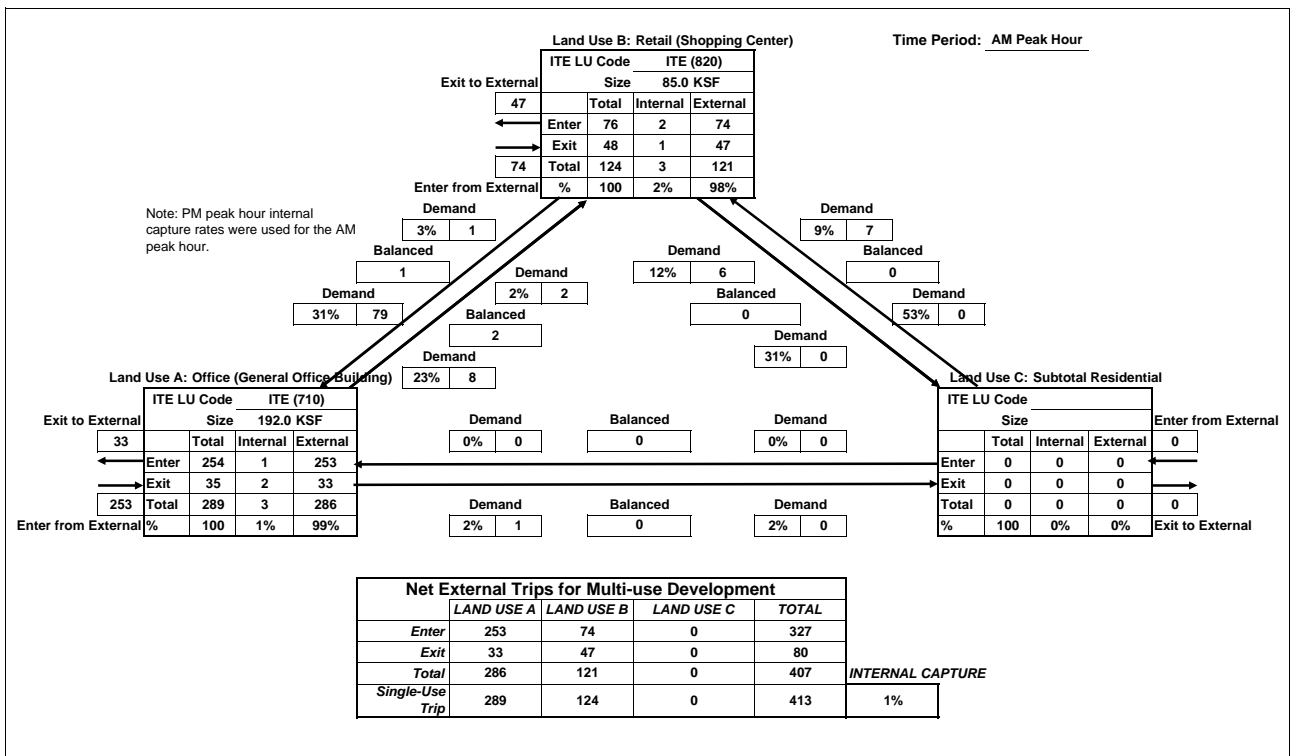 Land Use B: Retail (Shopping Center)
Time Period: AM Peak Hour
ITE LU Code ITE (820)
Exit to External Size 85.0 KSF
47 Total Internal External
Enter 76 2 74
Exit 48 1 47
74 Total 124 3 121
Enter from External % 100 2% 98%
Note: PM peak hour internal
capture rates were used for the AM
peak hour.
Demand
3% 1
Balanced
1
Demand
31% 79
Demand
2% 2
Balanced
2
Demand
23% 8
Demand
12% 6
Balanced
0
Demand
31% 0
Demand
9% 7
Balanced
0
Demand
53% 0
Land Use A: Office (General Office Building)
ITE LU Code ITE (710)
Exit to External Size 192.0 KSF
33 Total Internal External
Enter 254 1 253
Exit 35 2 33
253 Total 289 3 286
Enter from External % 100 1% 99%
Demand Balanced Demand
0% 0 0 0% 0
Demand Balanced Demand
2% 1 0 2% 0
Land Use C: Subtotal Residential
ITE LU Code
Size Enter from External
Total Internal External 0
Enter 0 0 0
Exit 0 0 0
Total 0 0 0 0
% 100 0% 0% Exit to External
Net External Trips for Multi-use Development
LAND USE A LAND USE B LAND USE C TOTAL
Enter 253 74 0 327
Exit 33 47 0 80
Total 286 121 0 407 INTERNAL CAPTURE
Single-Use
Trip 289 124 0 413 1%